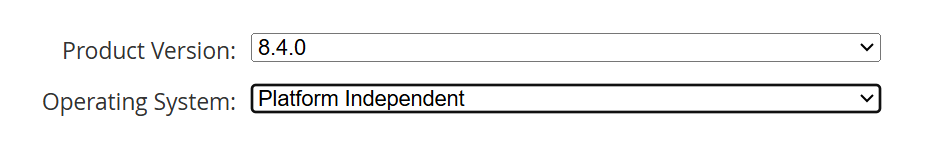 Product Version: 8.4.0
Operating System: Platform Independent